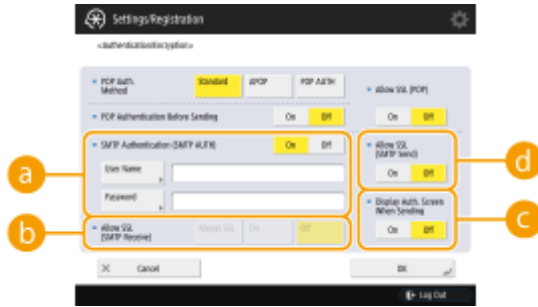 Settings/Registration
<Authentication/Encryption>
POP Auth.
Method
Standard
APOP
POP AUTH
Allow SSL (POP)
POP Authentication Before Sending
On
Off
On
Off
SMTP Authentication (SMTP AUTH)
On
Off
Allow SSL
(SMTP Send)
d
a
User Name
On
Off
Password
Display Auth. Screen
When Sending
c
b
Allow SSL
(SMTP Receive)
Always SSL
On
Off
On
Off
Cancel
OK
Log Out